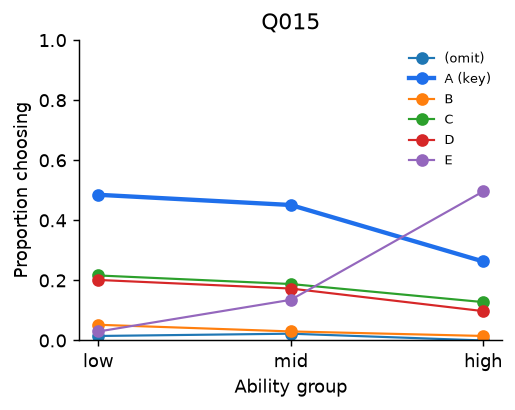 Q015
Proportion choosing
1.0
0.8
0.6
0.4
0.2
0.0
(omit)
A (key)
B
C
D
E
low
mid
high
Ability group